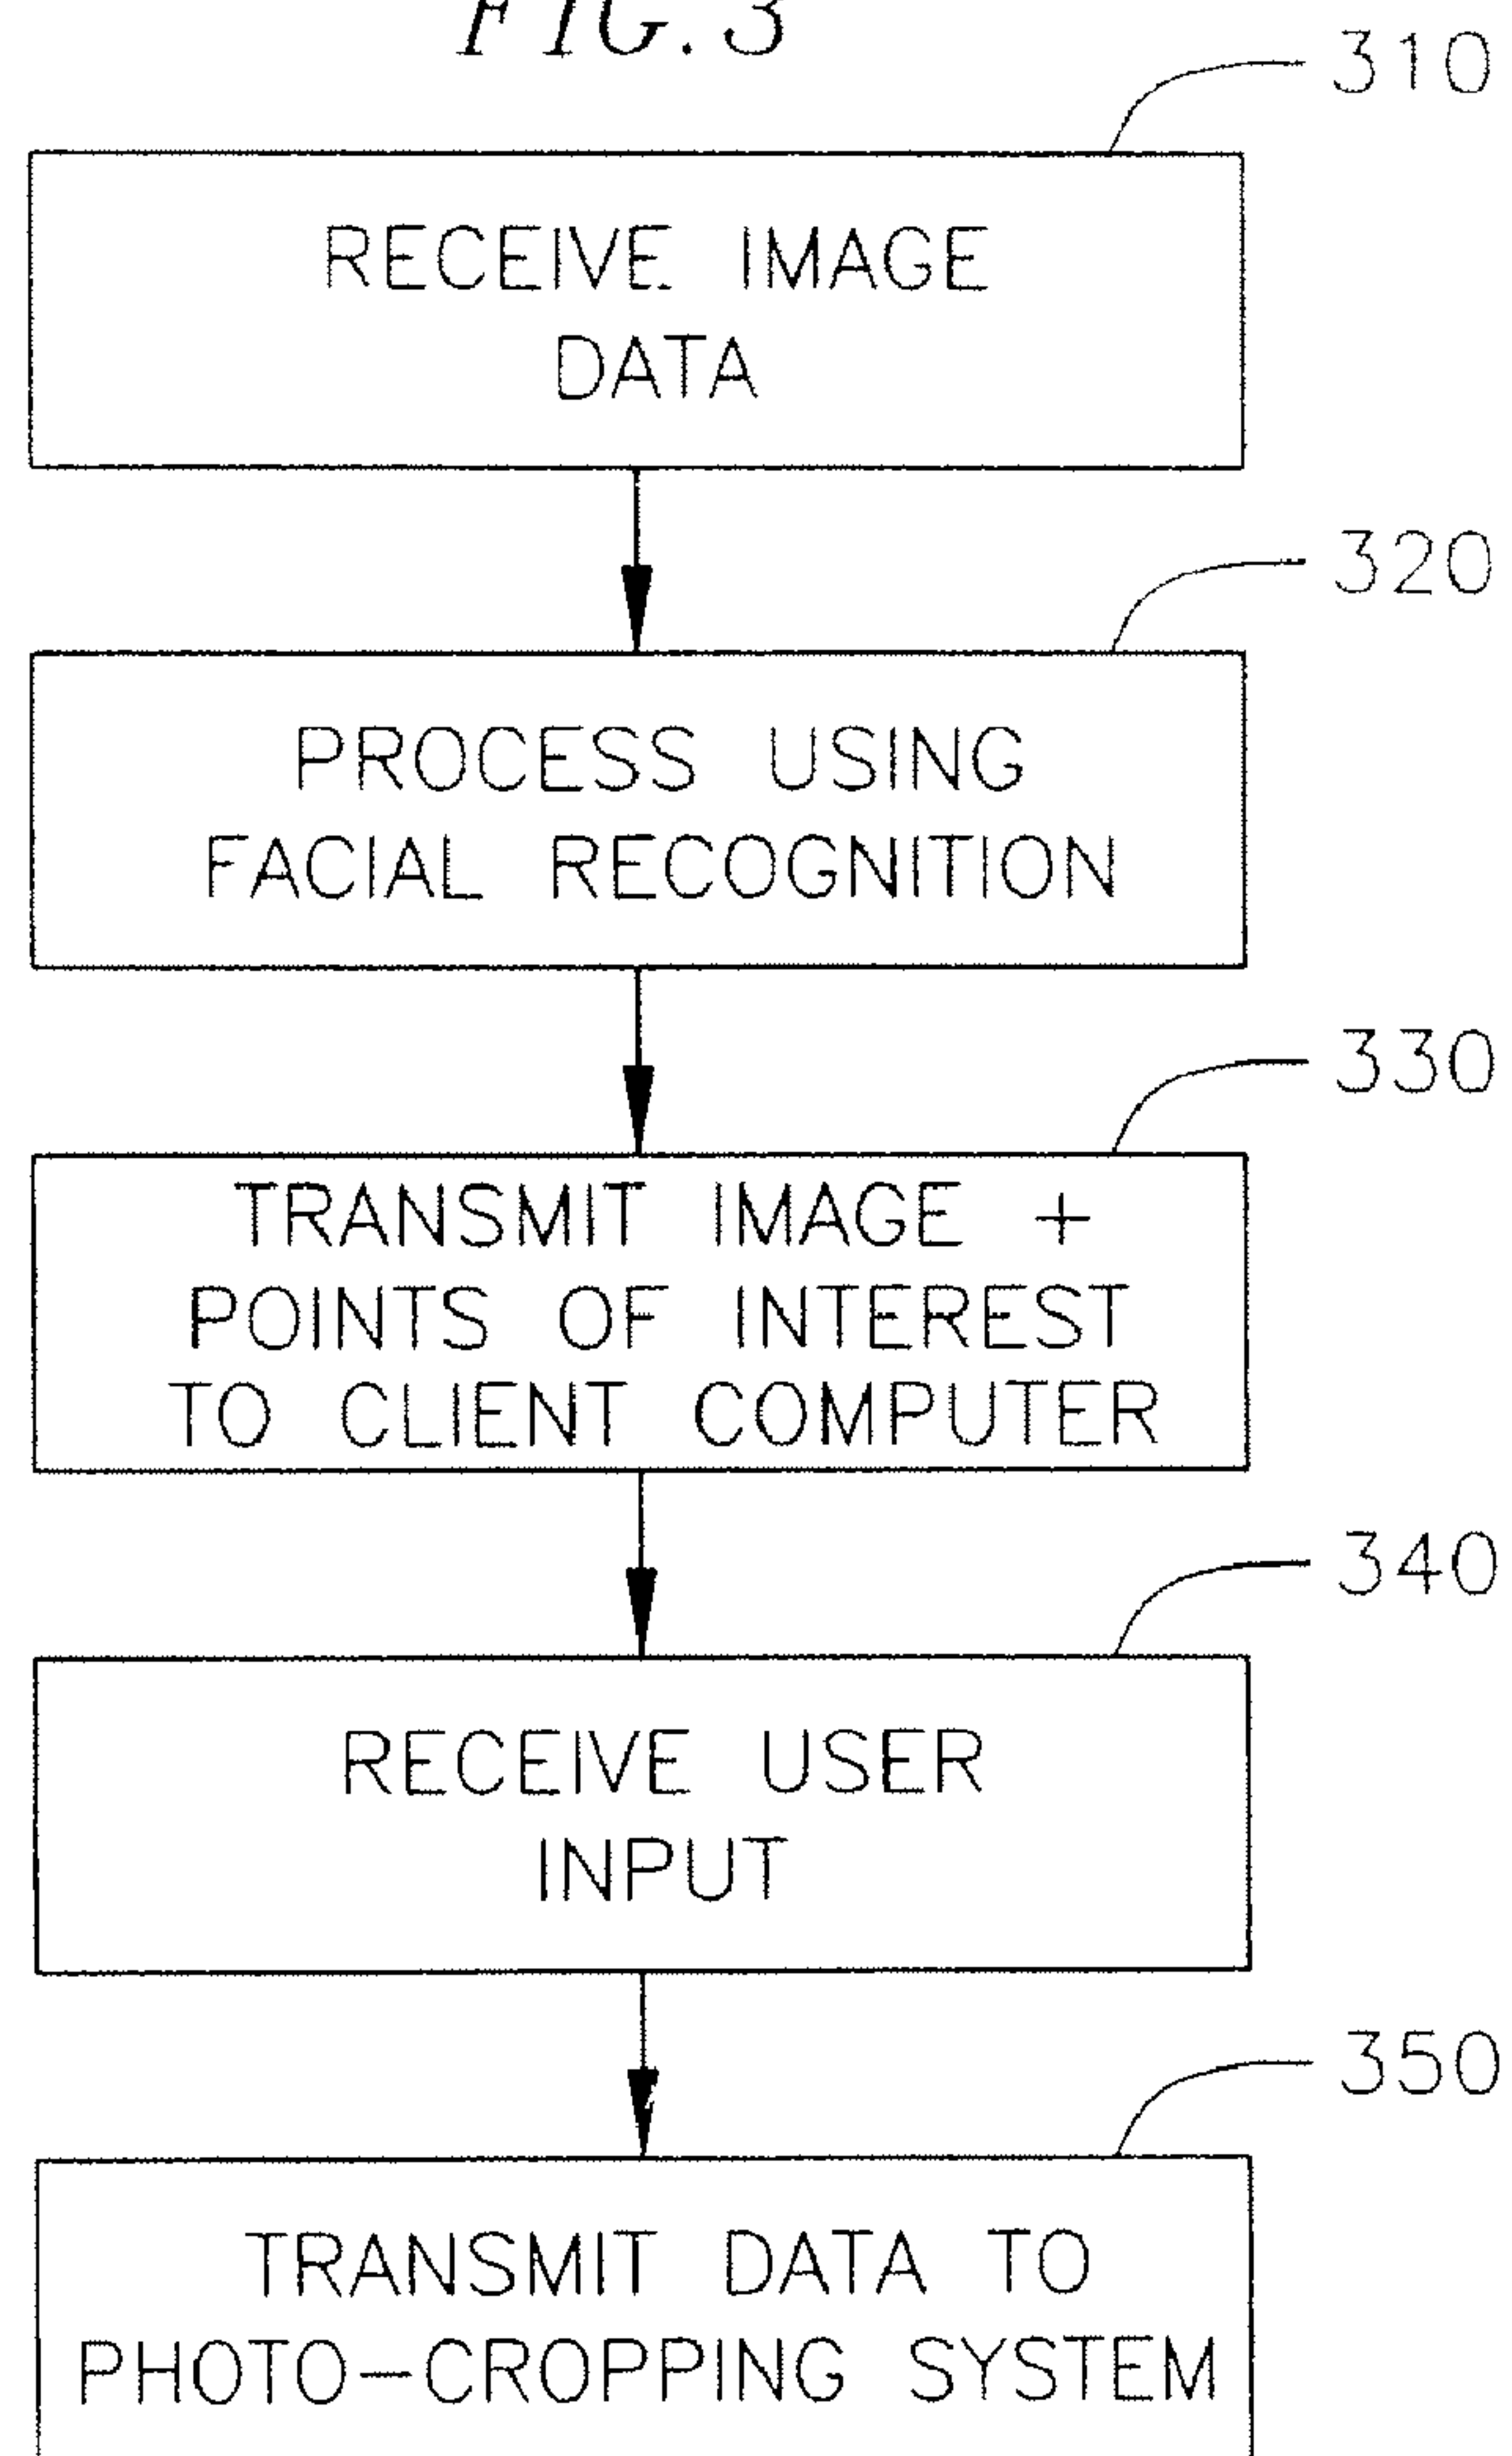 FIG. 3
310
RECEIVE IMAGE
DATA
320
PROCESS USING
FACIAL RECOGNITION
330
TRANSMIT IMAGE +
POINTS OF INTEREST
TO CLIENT COMPUTER
340
RECEIVE USER
INPUT
350
TRANSMIT DATA TO
PHOTO-CROPPING SYSTEM